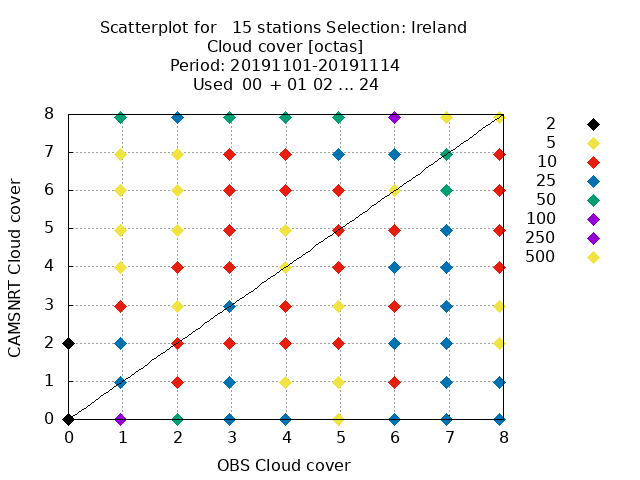 Scatterplot for   15 stations Selection: Ireland
Cloud cover [octas]
Period: 20191101-20191114
Used  00 + 01 02 ... 24
CAMSNRT Cloud cover
8
7
6
5
4
3
2
1
0
0 1 2 3 4 5 6 7 8
OBS Cloud cover
2
5
10
25
50
100
250
500